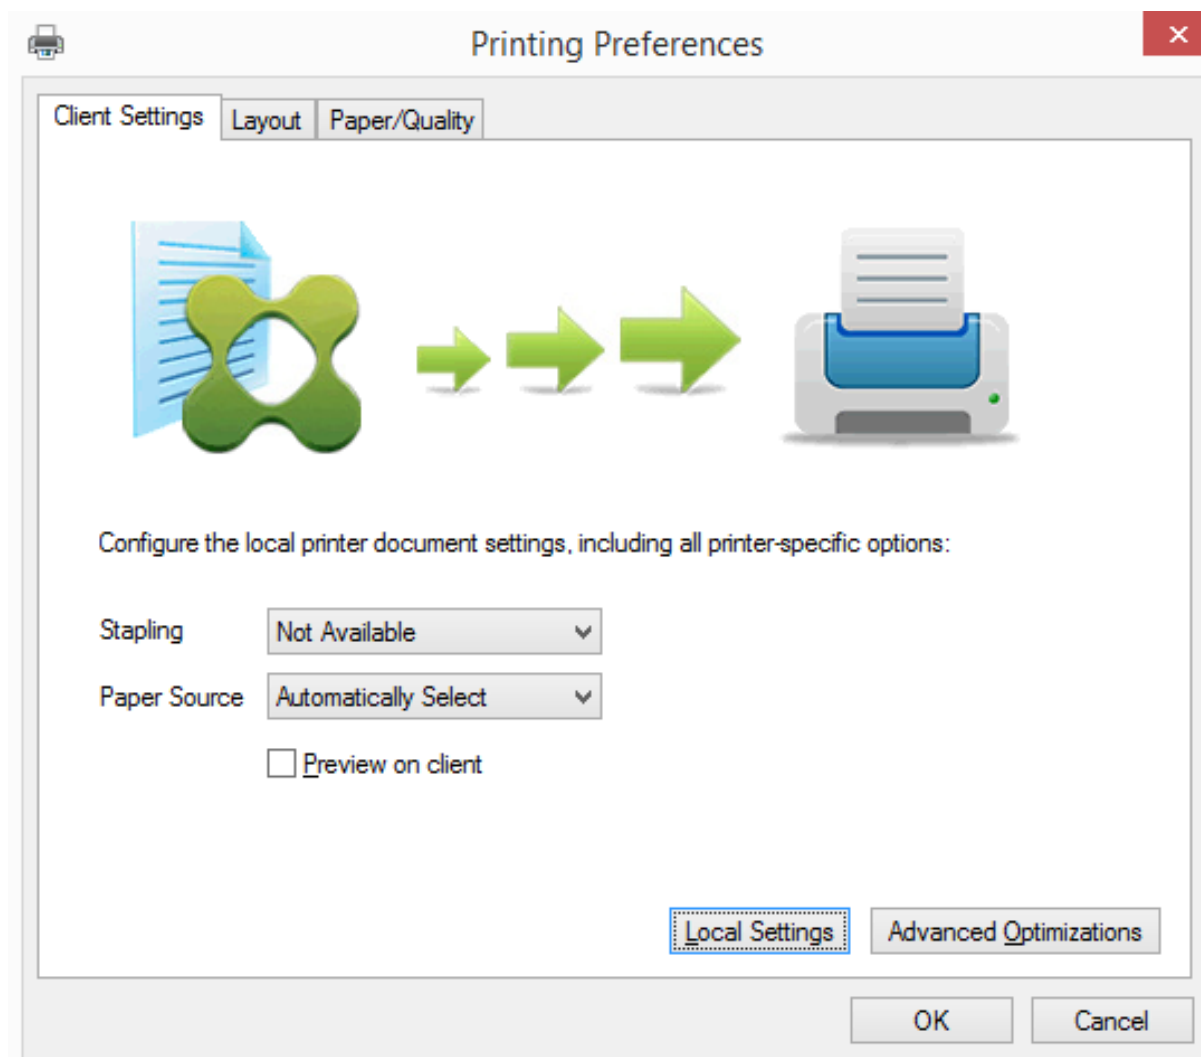 Printing Preferences
Client Settings
Layout
Paper/Quality
Configure the local printer document settings, including all printer-specific options:
Stapling
Not Available
Paper Source
Automatically Select
Preview on client
Local Settings
Advanced Optimizations
OK
Cancel